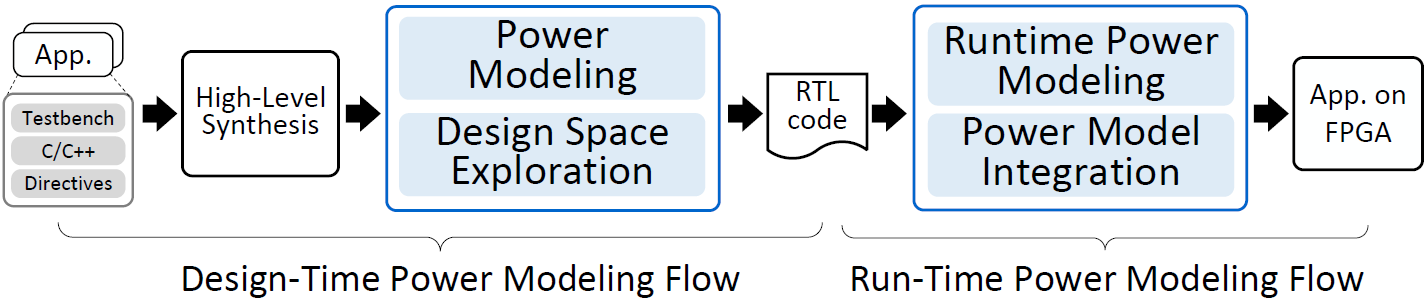 App.
Testbench
C/C++
Directives
High-Level
Synthesis
Power
Modeling
Design Space
Exploration
RTL
code
Runtime Power
Modeling
Power Model
Integration
App. on
FPGA
Design-Time Power Modeling Flow
Run-Time Power Modeling Flow